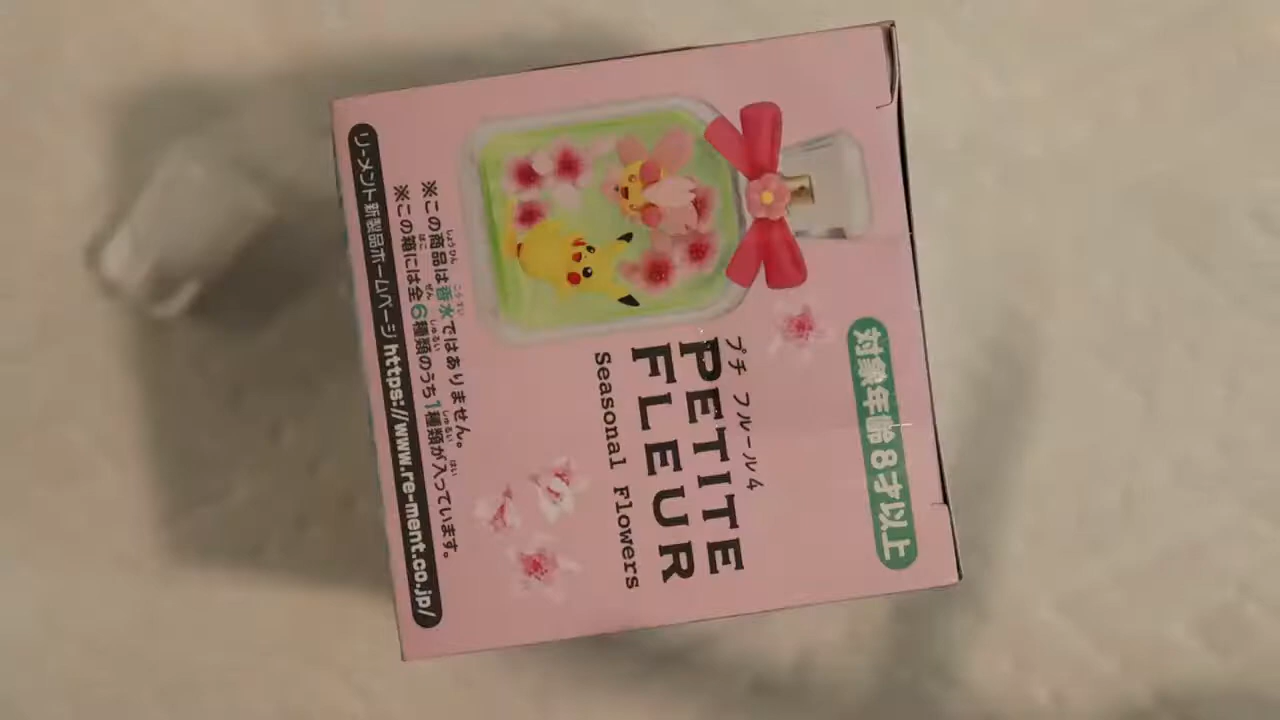 対象年齢8才以上
プチ フルール4
PETITE
FLEUR
Seasonal Flowers
※この商品は香水ではありません。
※この箱には全6種類のうち1種類が入っています。
リーメント新製品ホームページ https://www.re-ment.co.jp/